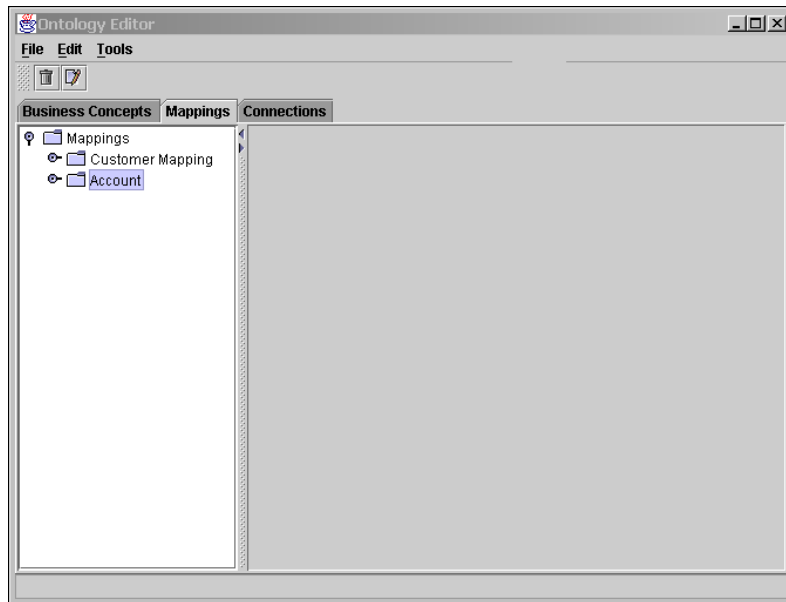 Ontology Editor
File Edit Tools
Business Concepts Mappings Connections
Mappings
Customer Mapping
Account